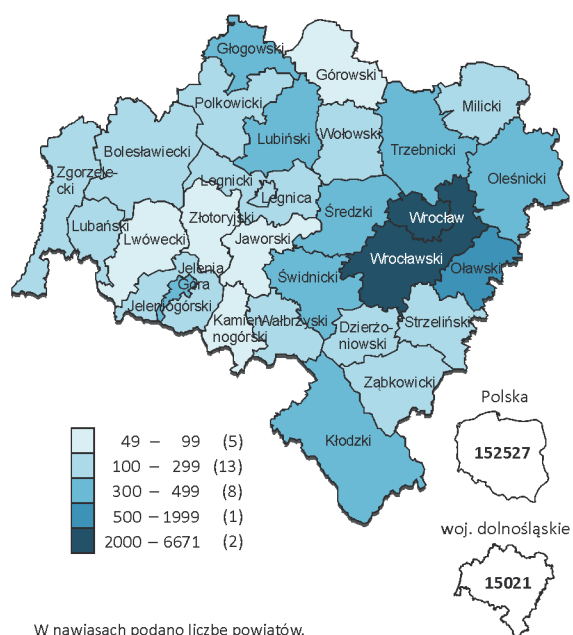 Głogowski
Górowski
Polkowicki
Milicki
Lubiński
Wołowski
Trzebnicki
Bolesławiecki
Zgorzele-
cki
Oleśnicki
Legnicki
Legnica
Średzki
Wrocław
Lubański
Złotoryjski
Lwówecki
Jaworski
Wrocławski
Oławski
Jelenia
Góra
Świdnicki
Jeleniogórski
Kamien
nogórski
Wałbrzyski
Dzierżo-
niowski
Strzeliński
Ząbkowicki
Kłodzki
Polska
152527
49 – 99 (5)
100 – 299 (13)
300 – 499 (8)
500 – 1999 (1)
2000 – 6671 (2)
woj. dolnośląskie
15021
W nawiasach podano liczbę powiatów.